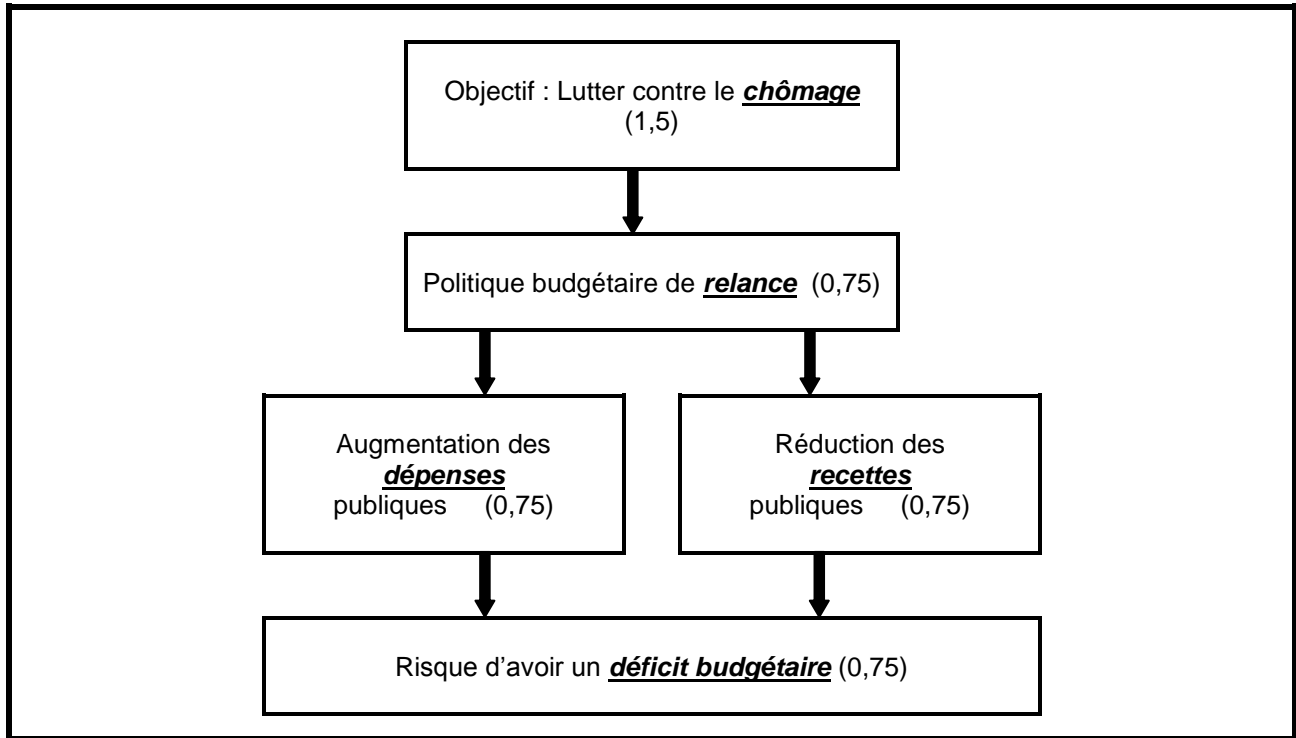 Objectif : Lutter contre le chômage
(1,5)
Politique budgétaire de relance (0,75)
Augmentation des
dépenses
publiques (0,75)
Réduction des
recettes
publiques (0,75)
Risque d'avoir un déficit budgétaire (0,75)